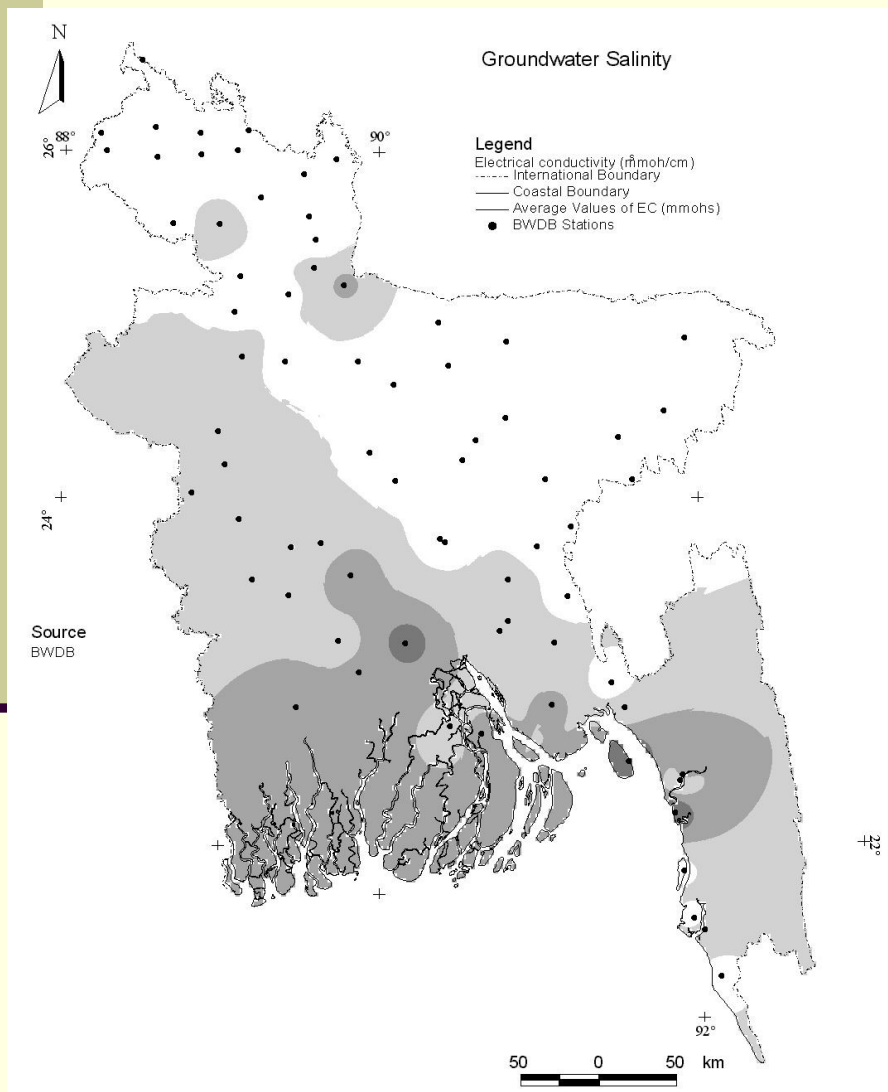 N
Groundwater Salinity
26°
88°
90°
Legend
Electrical conductivity (mmoh/cm)
International Boundary
Coastal Boundary
Average Values of EC (mmohs)
BWDB Stations
24°
Source
BWDB
22°
92°
50 0 50 km